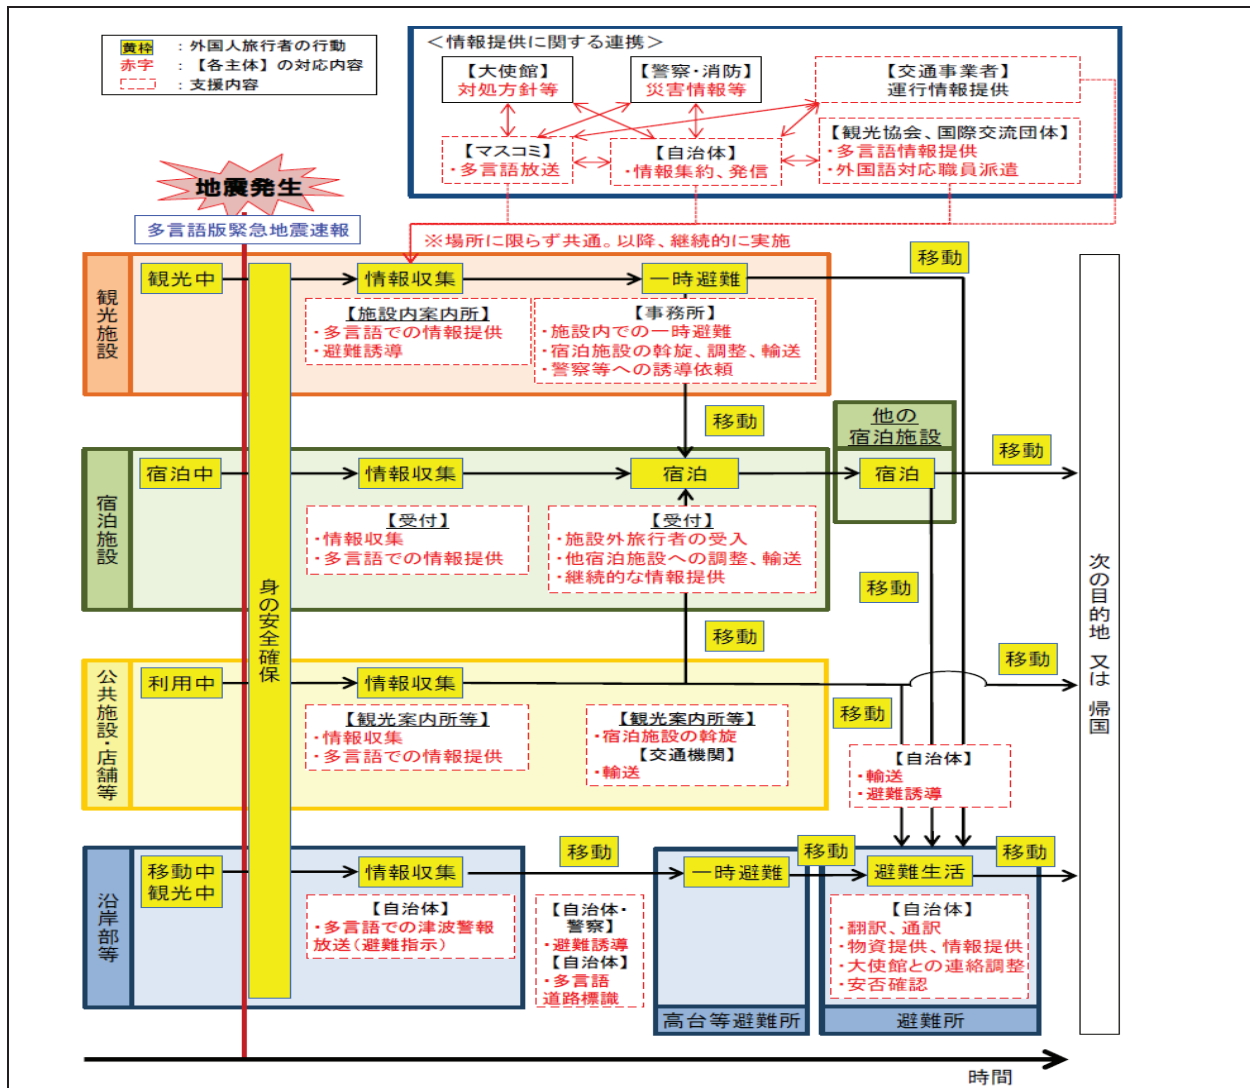 黄枠 ：外国人旅行者の行動
赤字 ：【各主体】の対応内容
：支援内容
＜情報提供に関する連携＞
【大使館】
対処方針等
【警察・消防】
災害情報等
【交通事業者】
運行情報提供
【マスコミ】
・多言語放送
【自治体】
・情報集約、発信
【観光協会、国際交流団体】
・多言語情報提供
・外国語対応職員派遣
地震発生
多言語版緊急地震速報
※場所に限らず共通。以降、継続的に実施
観光施設
観光中
情報収集
一時避難
移動
【施設内案内所】
・多言語での情報提供
・避難誘導
【事務所】
・施設内での一時避難
・宿泊施設の斡旋、調整、輸送
・警察等への誘導依頼
移動
他の
宿泊施設
宿泊施設
宿泊中
情報収集
宿泊
宿泊
移動
【受付】
・情報収集
・多言語での情報提供
【受付】
・施設外旅行者の受入
・他宿泊施設への調整、輸送
・継続的な情報提供
移動
身の安全確保
移動
次の目的地 又は 帰国
公共施設・店舗等
利用中
情報収集
移動
移動
【観光案内所等】
・情報収集
・多言語での情報提供
【観光案内所等】
・宿泊施設の斡旋
【交通機関】
・輸送
【自治体】
・輸送
・避難誘導
沿岸部等
移動中
観光中
情報収集
移動
一時避難
移動
避難生活
移動
【自治体】
・多言語での津波警報
放送（避難指示）
【自治体・
警察】
・避難誘導
【自治体】
・多言語
道路標識
【自治体】
・翻訳、通訳
・物資提供、情報提供
・大使館との連絡調整
・安否確認
高台等避難所
避難所
時間